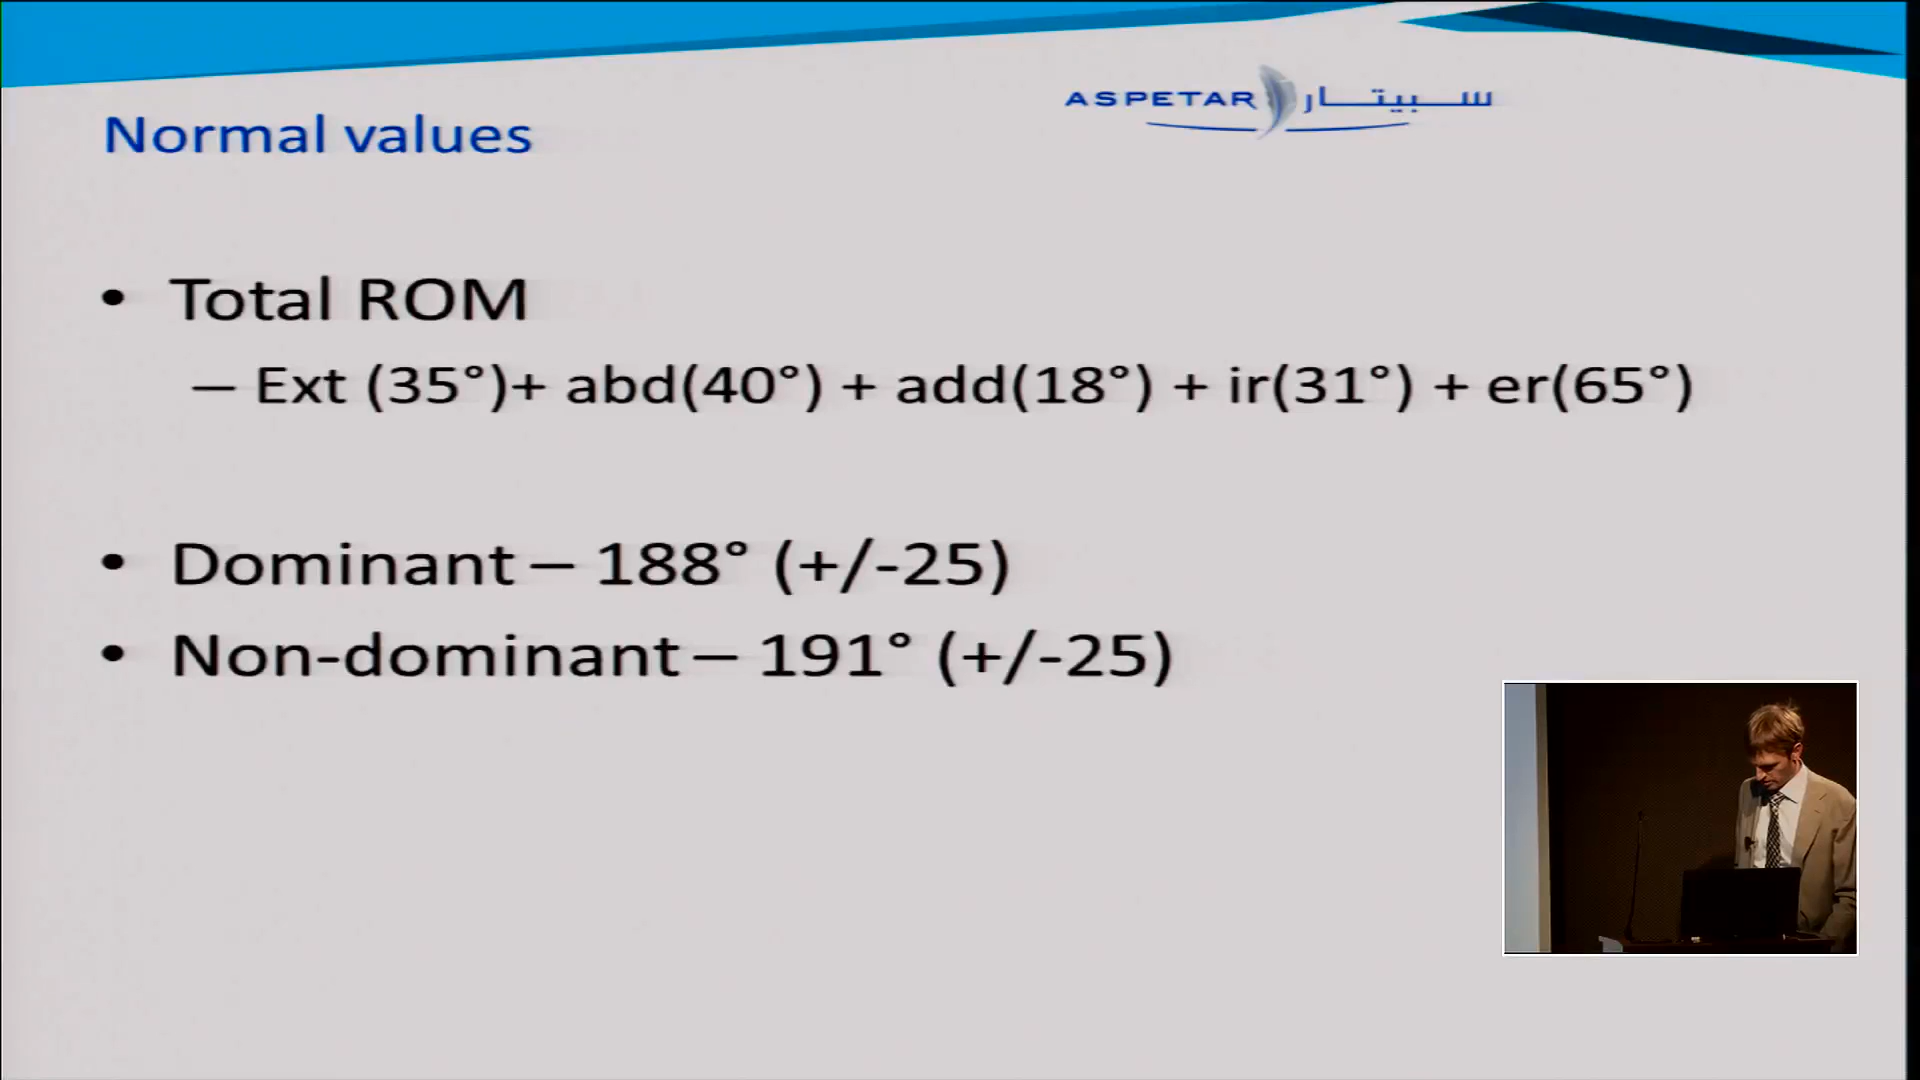 ASPETAR سبيتار
Normal values
• Total ROM
– Ext (35°)+ abd(40°) + add(18°) + ir(31°) + er(65°)
• Dominant – 188° (+/-25)
• Non-dominant – 191° (+/-25)